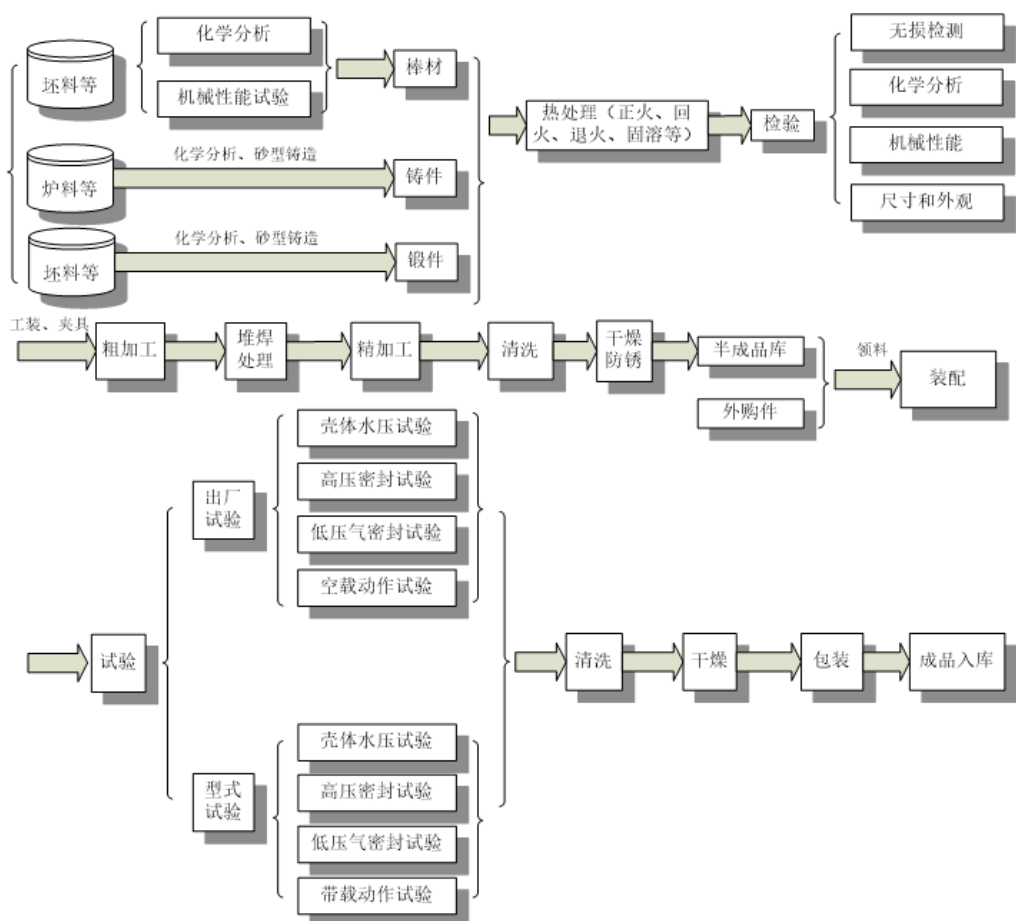 坯料等
化学分析
机械性能试验
棒材
炉料等
化学分析、砂型铸造
铸件
坯料等
化学分析、砂型铸造
锻件
热处理（正火、回
火、退火、固溶等）
检验
无损检测
化学分析
机械性能
尺寸和外观
工装、夹具
粗加工
堆焊
处理
精加工
清洗
干燥
防锈
半成品库
外购件
领料
装配
试验
出厂
试验
壳体水压试验
高压密封试验
低压气密封试验
空载动作试验
型式
试验
壳体水压试验
高压密封试验
低压气密封试验
带载动作试验
清洗
干燥
包装
成品入库